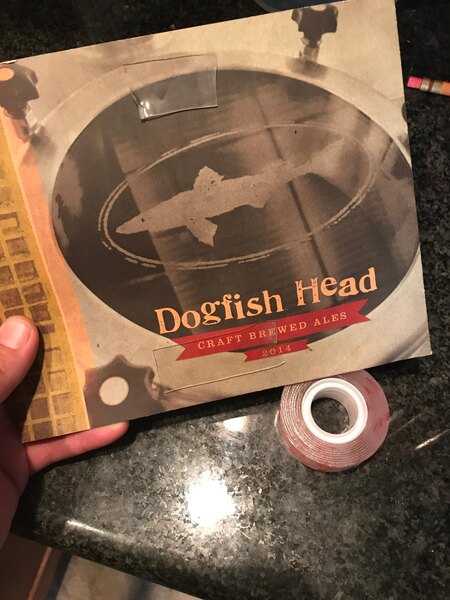 Dogfish Head
CRAFT BREWED ALES
2014